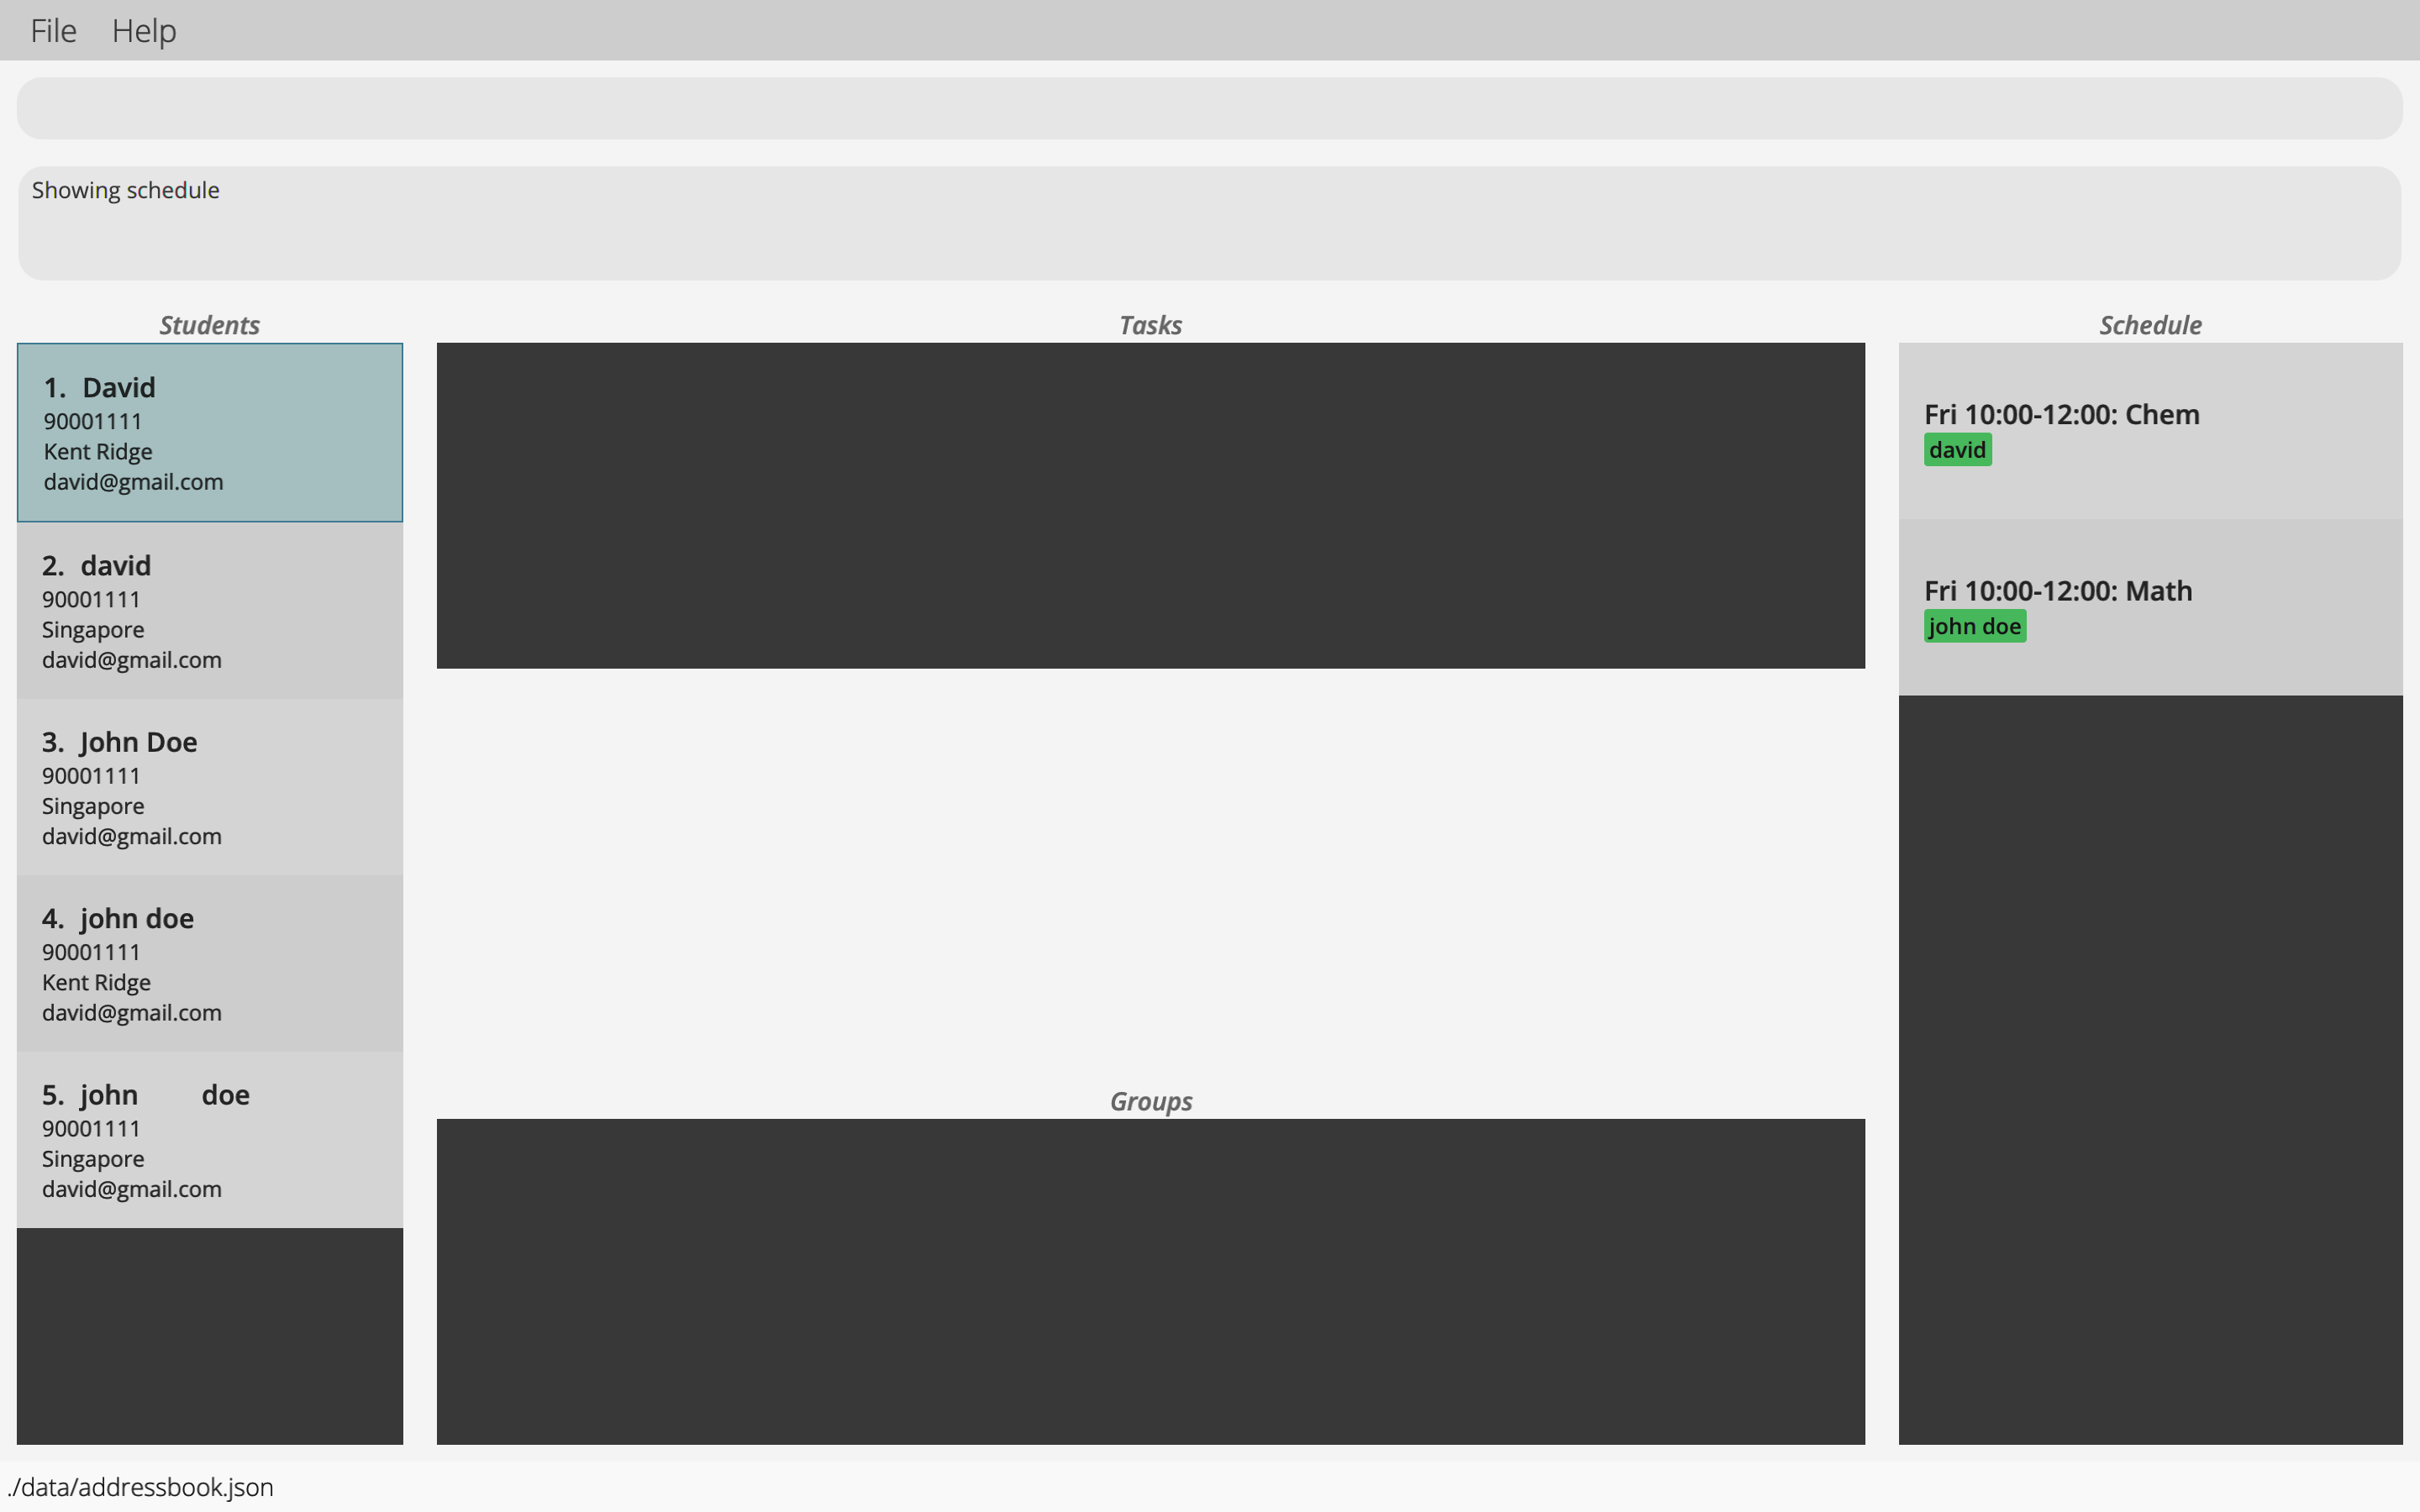 File Help
Showing schedule
Students
1. David
90001111
Kent Ridge
david@gmail.com
2. david
90001111
Singapore
david@gmail.com
3. John Doe
90001111
Singapore
david@gmail.com
4. john doe
90001111
Kent Ridge
david@gmail.com
5. john doe
90001111
Singapore
david@gmail.com
Tasks
Groups
Schedule
Fri 10:00-12:00: Chem
david
Fri 10:00-12:00: Math
john doe
./data/addressbook.json